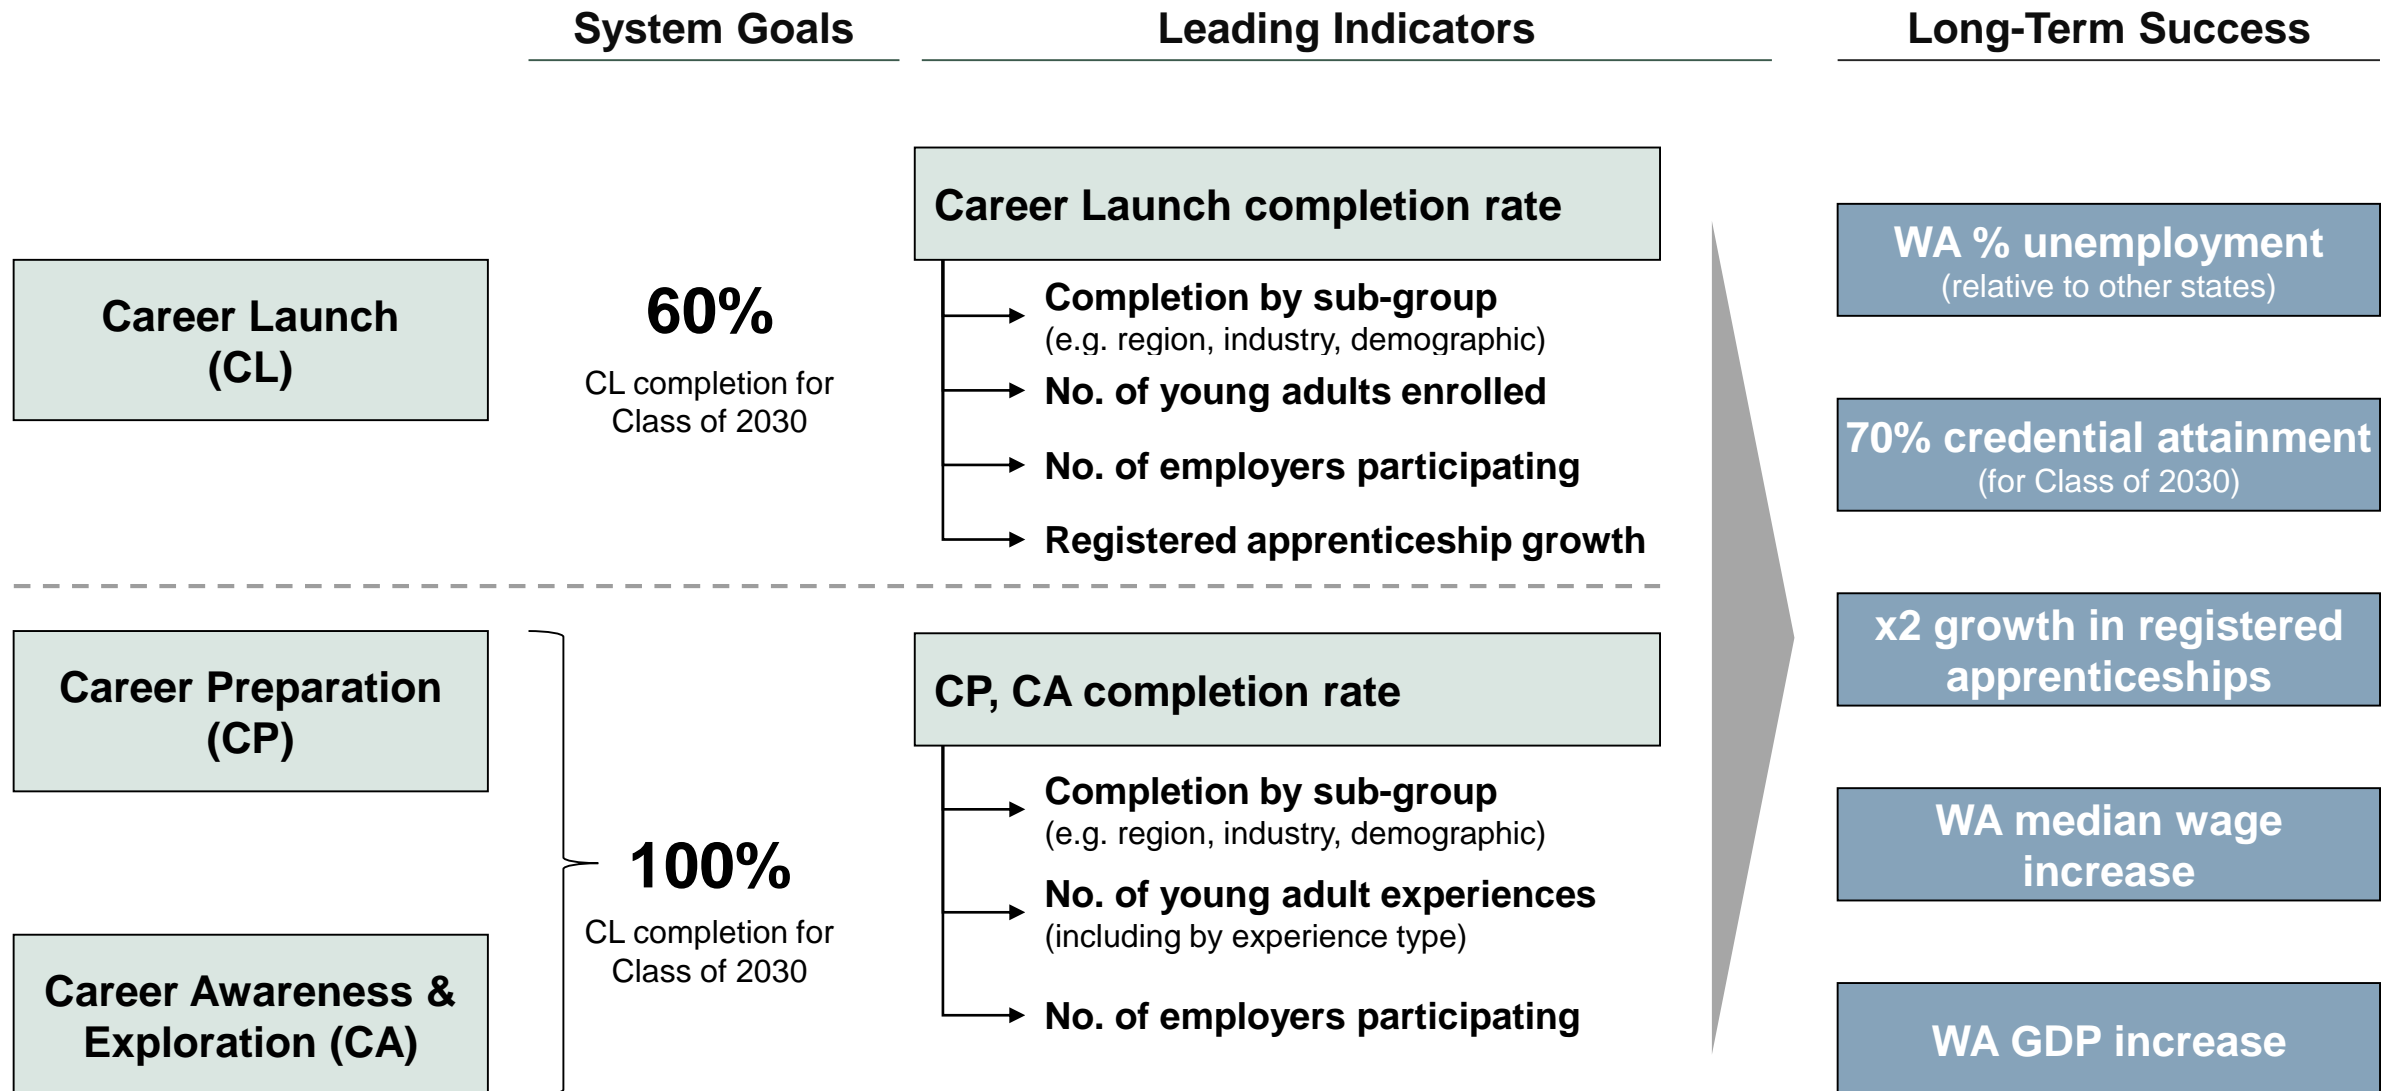 System Goals
Leading Indicators
Long-Term Success
Career Launch
(CL)
60%
CL completion for
Class of 2030
Career Launch completion rate
Completion by sub-group
(e.g. region, industry, demographic)
No. of young adults enrolled
No. of employers participating
Registered apprenticeship growth
Career Preparation
(CP)
Career Awareness &
Exploration (CA)
100%
CL completion for
Class of 2030
CP, CA completion rate
Completion by sub-group
(e.g. region, industry, demographic)
No. of young adult experiences
(including by experience type)
No. of employers participating
WA % unemployment
(relative to other states)
70% credential attainment
(for Class of 2030)
x2 growth in registered
apprenticeships
WA median wage
increase
WA GDP increase